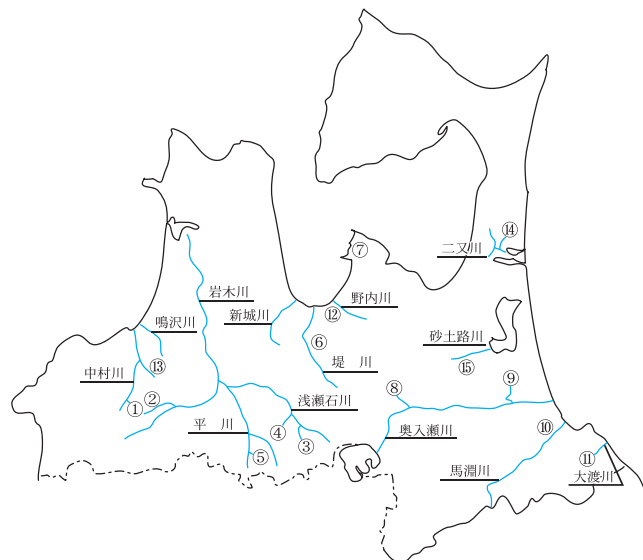 ⑭
二又川
⑦
岩木川
野内川
新城川
⑫
鳴沢川
砂土路川
⑥
堤 川
⑬
⑮
中村川
⑧
⑨
②
①
浅瀬石川
⑩
平 川
④
奥入瀬川
③
⑤
⑪
馬淵川
大渡川